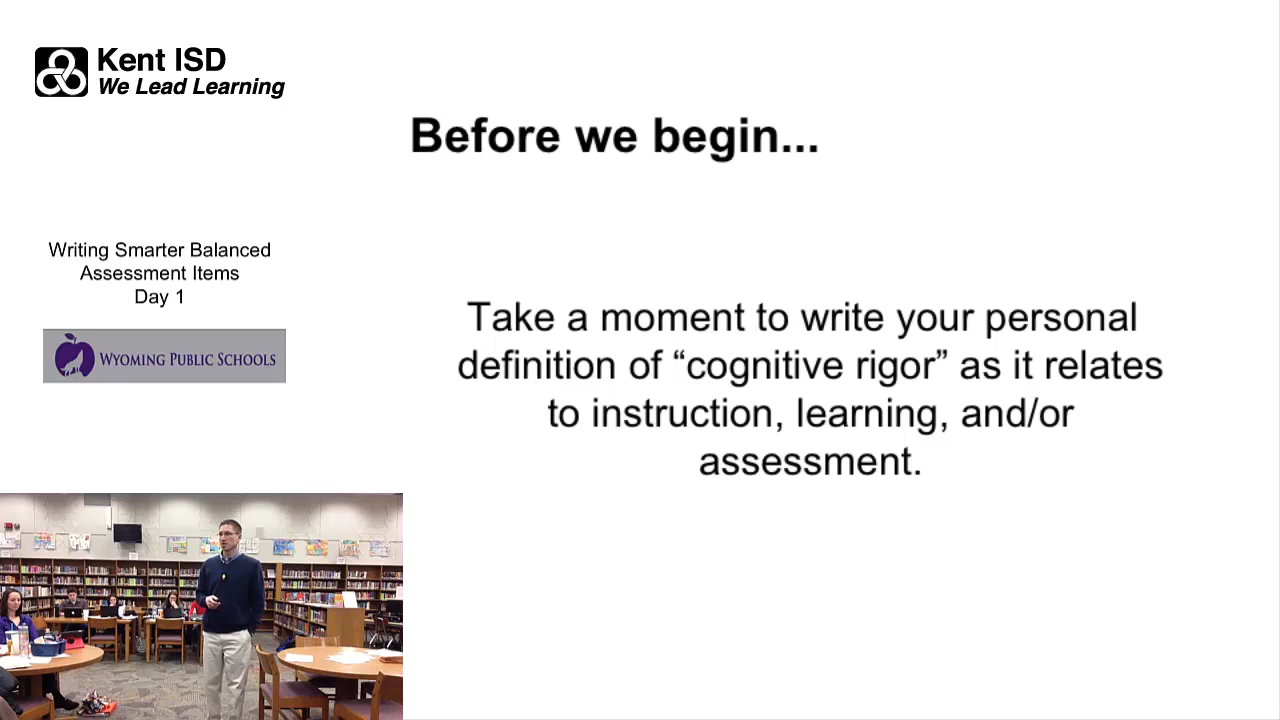 Kent ISD
We Lead Learning
Before we begin...
Writing Smarter Balanced
Assessment Items
Day 1
WYOMING PUBLIC SCHOOLS
Take a moment to write your personal
definition of “cognitive rigor” as it relates
to instruction, learning, and/or
assessment.